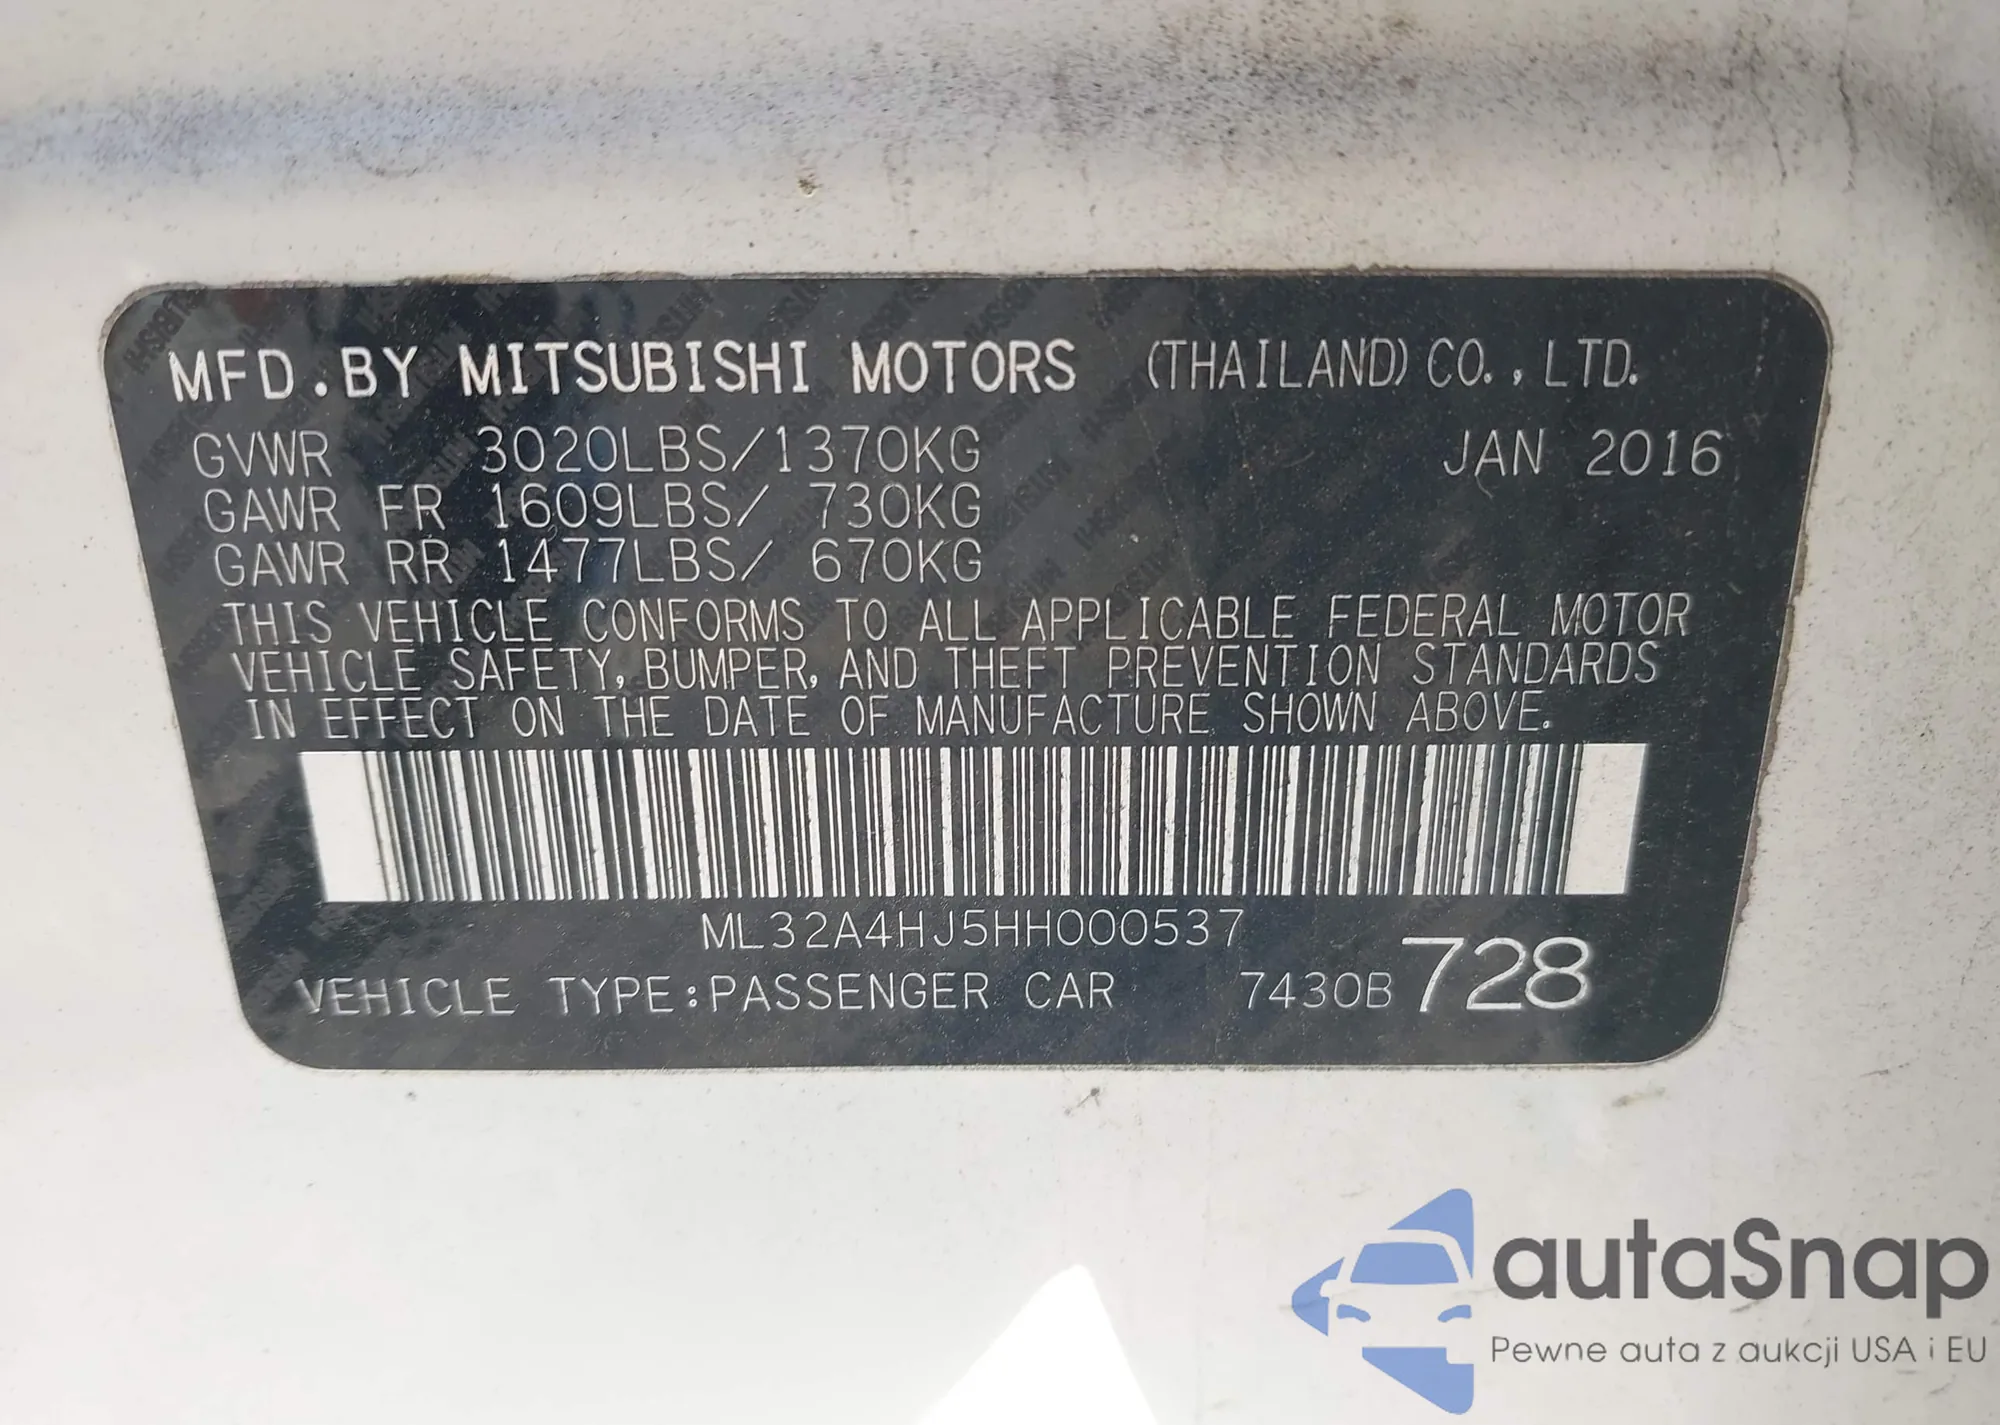 MFD.BY MITSUBISHI MOTORS (THAILAND) CO., LTD.
GVWR 3020LBS/1370KG JAN 2016
GAWR FR 1609LBS/ 730KG
GAWR RR 1477LBS/ 670KG
THIS VEHICLE CONFORMS TO ALL APPLICABLE FEDERAL MOTOR
VEHICLE SAFETY, BUMPER, AND THEFT PREVENTION STANDARDS
IN EFFECT ON THE DATE OF MANUFACTURE SHOWN ABOVE.
ML32A4HJ5HH000537
VEHICLE TYPE:PASSENGER CAR 7430B 728
autaSnap
Pewne auta z aukcji USA i EU